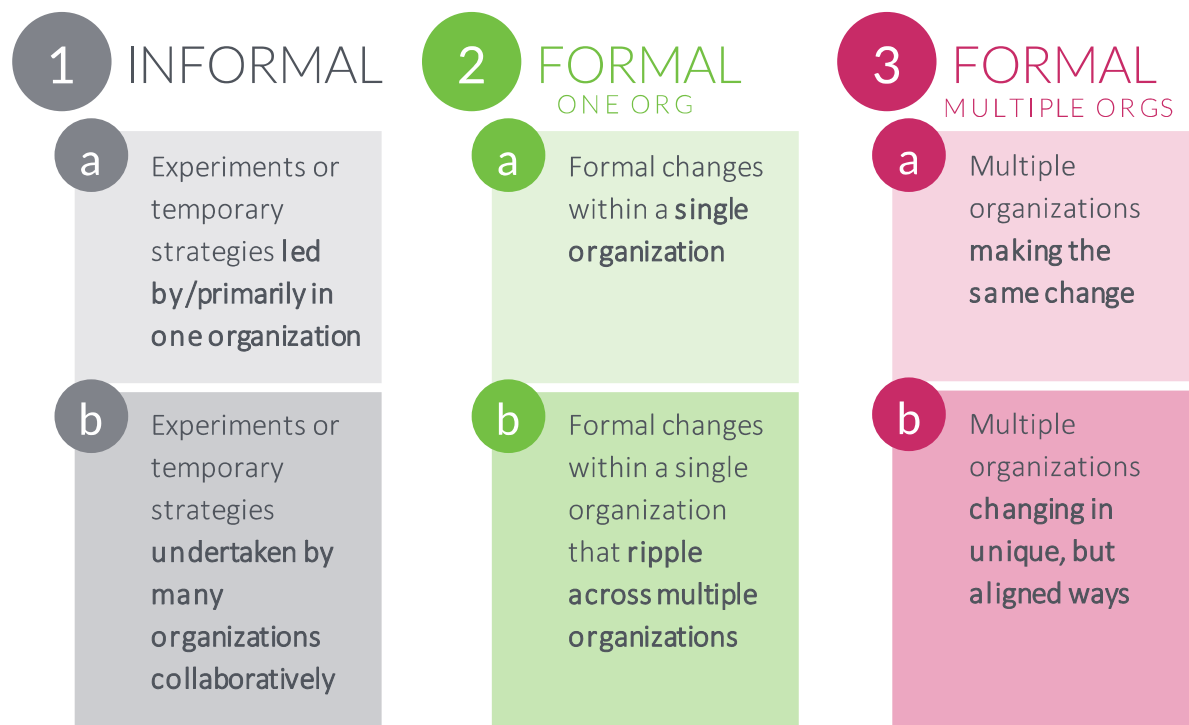 1 INFORMAL
a
Experiments or
temporary
strategies led
by/primarily in
one organization
b
Experiments or
temporary
strategies
undertaken by
many
organizations
collaboratively
2 FORMAL
ONE ORG
a
Formal changes
within a single
organization
b
Formal changes
within a single
organization
that ripple
across multiple
organizations
3 FORMAL
MULTIPLE ORGS
a
Multiple
organizations
making the
same change
b
Multiple
organizations
changing in
unique, but
aligned ways